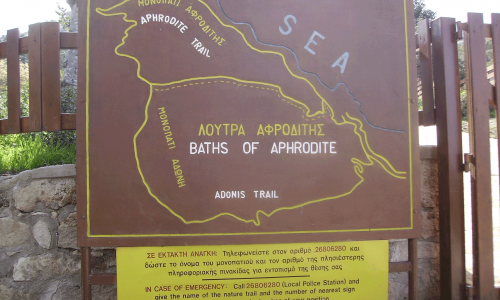 ΜΟΝΟΠΑΤΙ ΑΦΡΟΔΙΤΗΣ
APHRODITE TRAIL
SEA
ΛΟΥΤΡΑ ΑΦΡΟΔΙΤΗΣ
BATHS OF APHRODITE
ΜΟΝΟΠΑΤΙ ΑΔΩΝΗ
ADONIS TRAIL
ΣΕ ΕΚΤΑΚΤΗ ΑΝΑΓΚΗ: Τηλεφωνείστε στον αριθμό 26806280 και
δώστε το όνομα του μονοπατιού και τον αριθμό της πλησιέστερης
πληροφοριακής πινακίδας για εντοπισμό της θέσης σας
IN CASE OF EMERGENCY: Call 26806280 (Local Police Station) and
give the name of the nature trail and the number of nearest sign